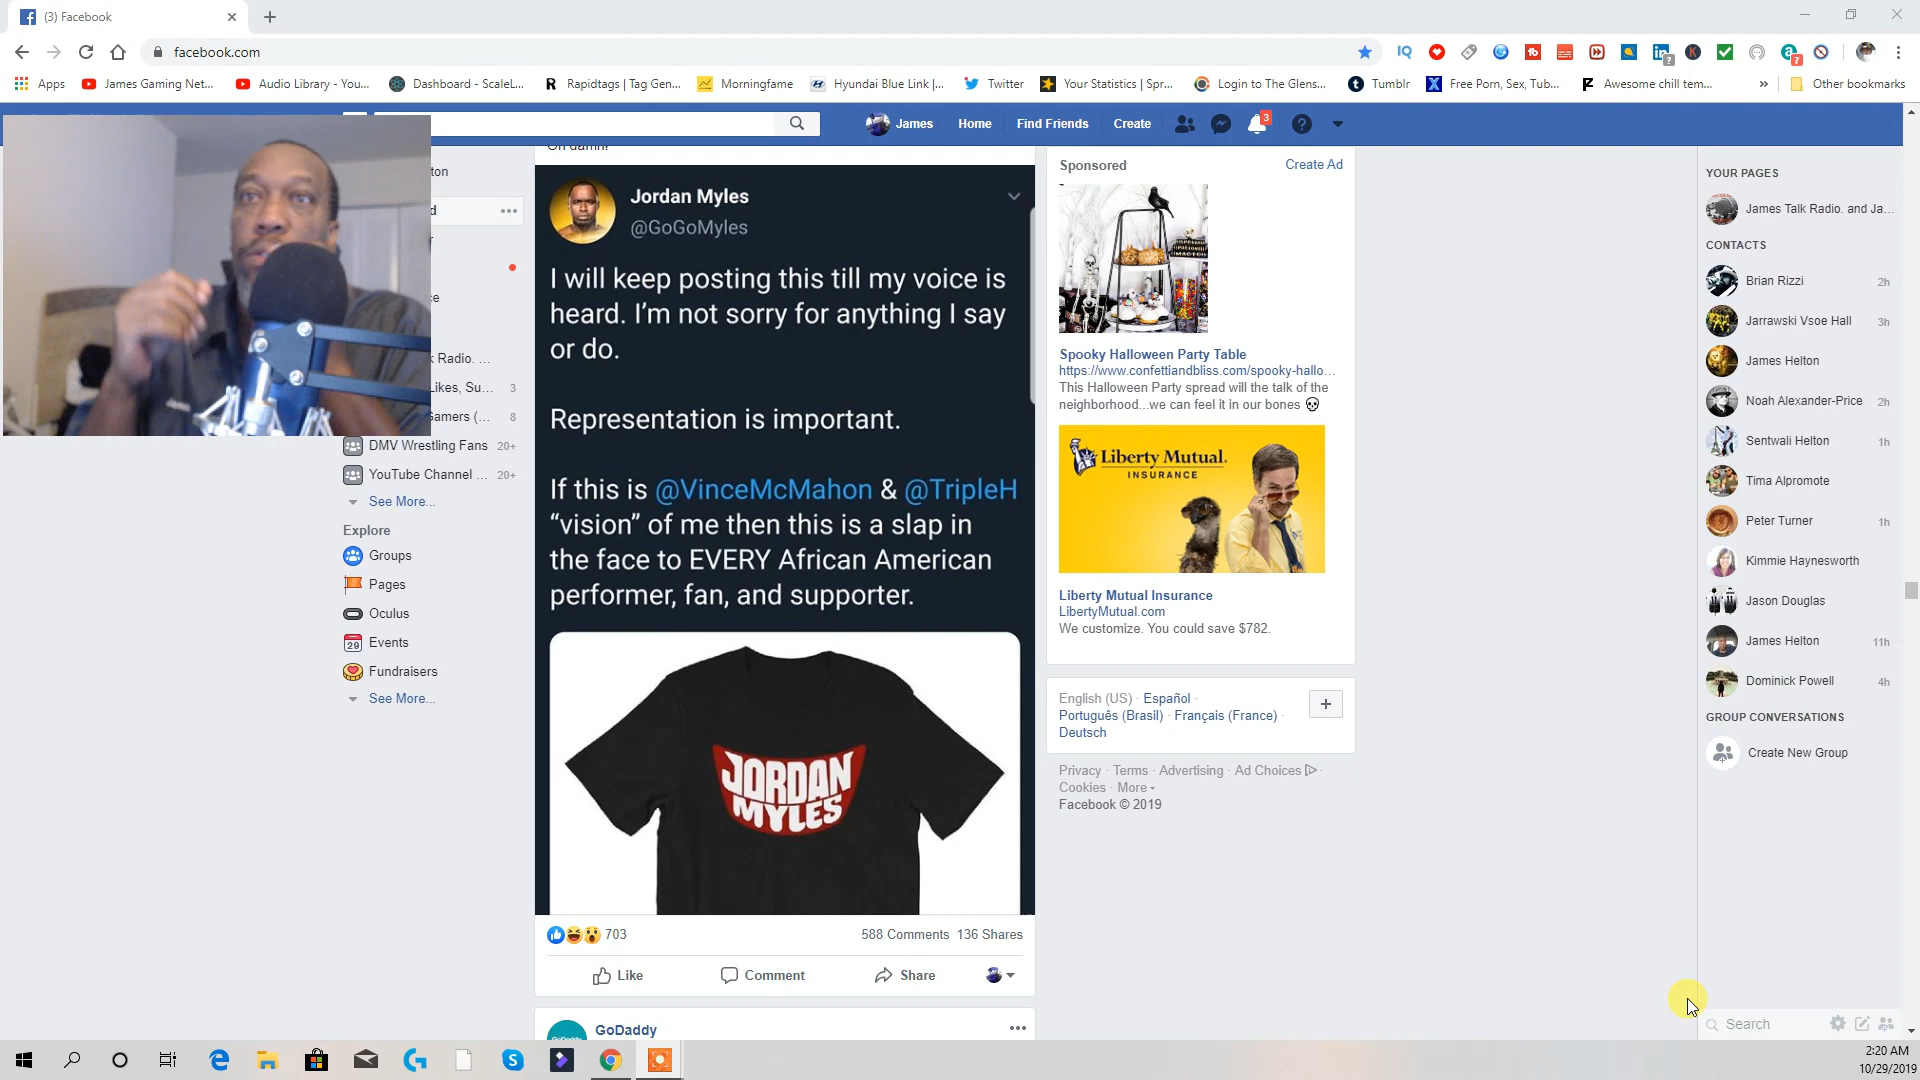 (3) Facebook
facebook.com
Apps
James Gaming Net...
Audio Library - You...
Dashboard - ScaleL...
Rapidtags | Tag Gen...
Morningfame
Hyundai Blue Link |...
Twitter
Your Statistics | Spr...
Login to The Glens...
Tumblr
Free Porn, Sex, Tub...
Awesome chill tem...
Other bookmarks
James
Home
Find Friends
Create
3
ton
d
Radio. ...
Likes, Su... 3
amers (... 8
DMV Wrestling Fans 20+
YouTube Channel ... 20+
See More...
Explore
Groups
Pages
Oculus
29 Events
Fundraisers
See More...
Jordan Myles
@GoGoMyles
I will keep posting this till my voice is
heard. I’m not sorry for anything I say
or do.
Representation is important.
If this is @VinceMcMahon & @TripleH
“vision” of me then this is a slap in
the face to EVERY African American
performer, fan, and supporter.
JORDAN
MYLES
703
588 Comments 136 Shares
Like
Comment
Share
GoDaddy
Sponsored
Create Ad
Spooky Halloween Party Table
https://www.confettiandbliss.com/spooky-hallo...
This Halloween Party spread will the talk of the
neighborhood...we can feel it in our bones
Liberty Mutual.
INSURANCE
Liberty Mutual Insurance
LibertyMutual.com
We customize. You could save $782.
English (US) · Español ·
Português (Brasil) · Français (France) ·
Deutsch
Privacy · Terms · Advertising · Ad Choices ·
Cookies · More
Facebook © 2019
YOUR PAGES
James Talk Radio. and Ja...
CONTACTS
Brian Rizzi 2h
Jarrawski Vsoe Hall 3h
James Helton
Noah Alexander-Price 2h
Sentwali Helton 1h
Tima Alpromote
Peter Turner 1h
Kimmie Haynesworth
Jason Douglas
James Helton 11h
Dominick Powell 4h
GROUP CONVERSATIONS
Create New Group
Search
2:20 AM
10/29/2019